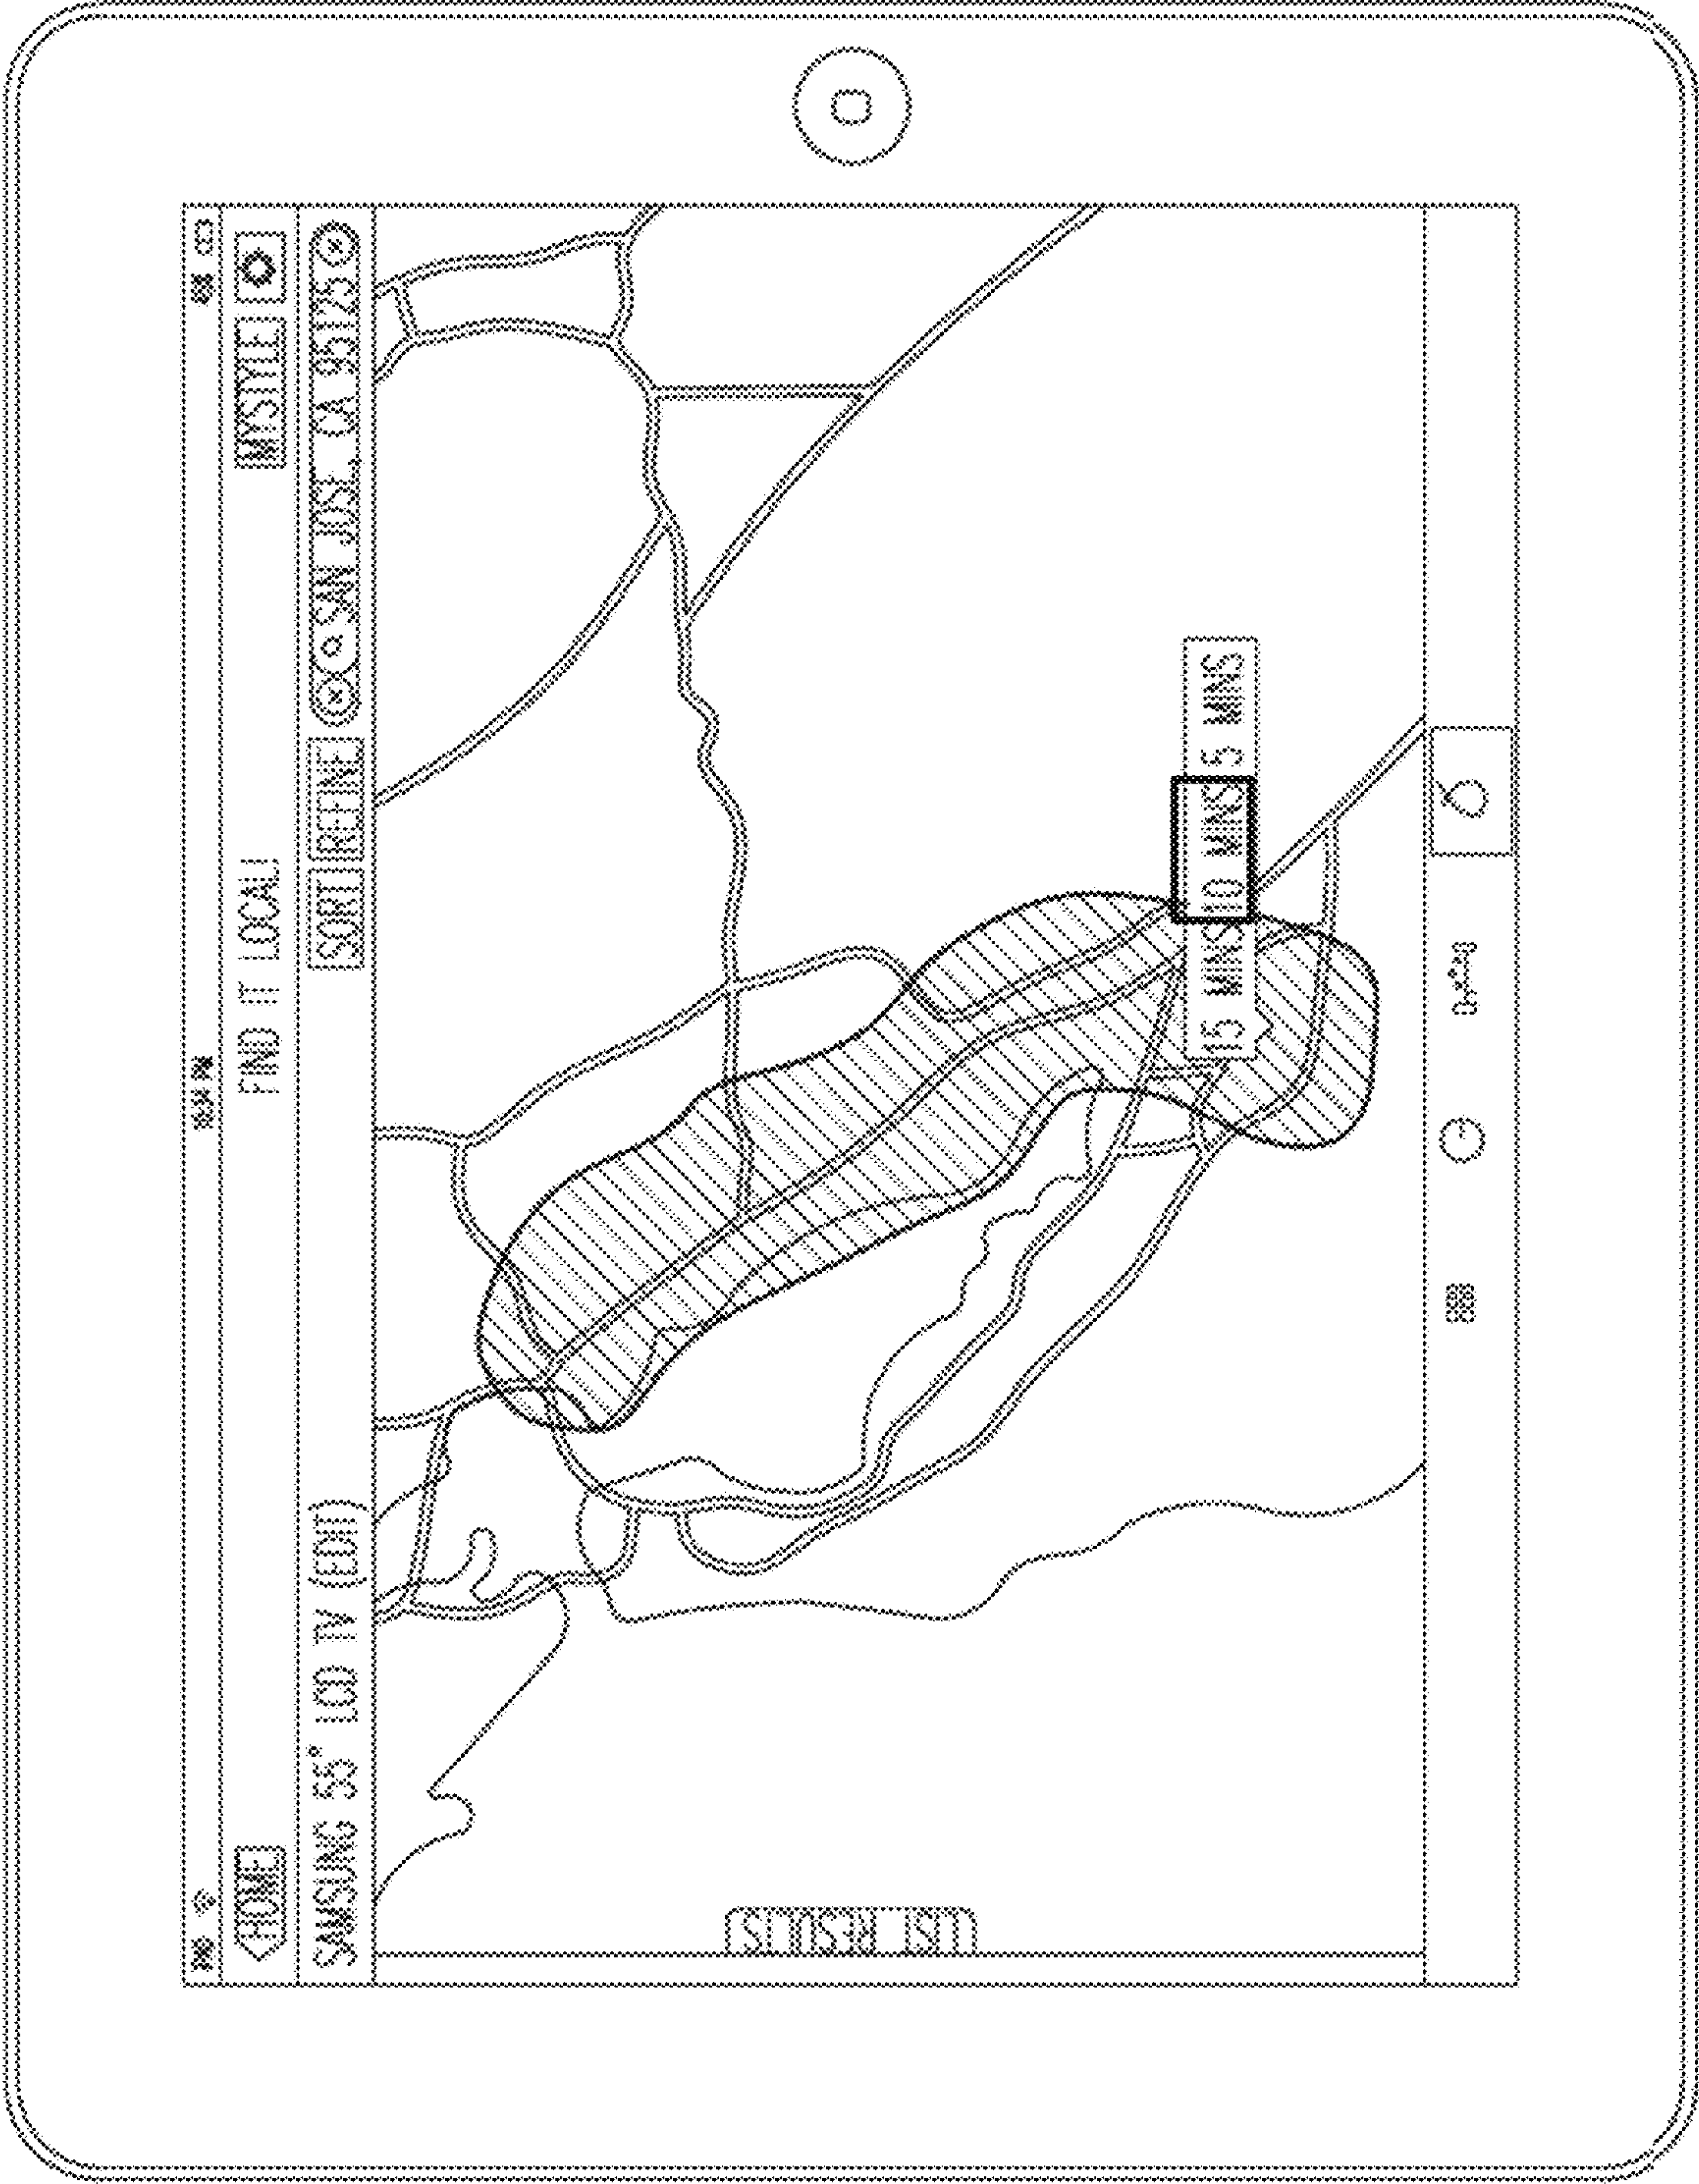 FIND IT LOCAL!
HOME MYSTYLE
SAMSUNG 55" LCD TV (EDIT) SORT REFINE SAN JOSE, CA 95125
15 MINS 10 MINS 5 MINS
LIST RESULTS